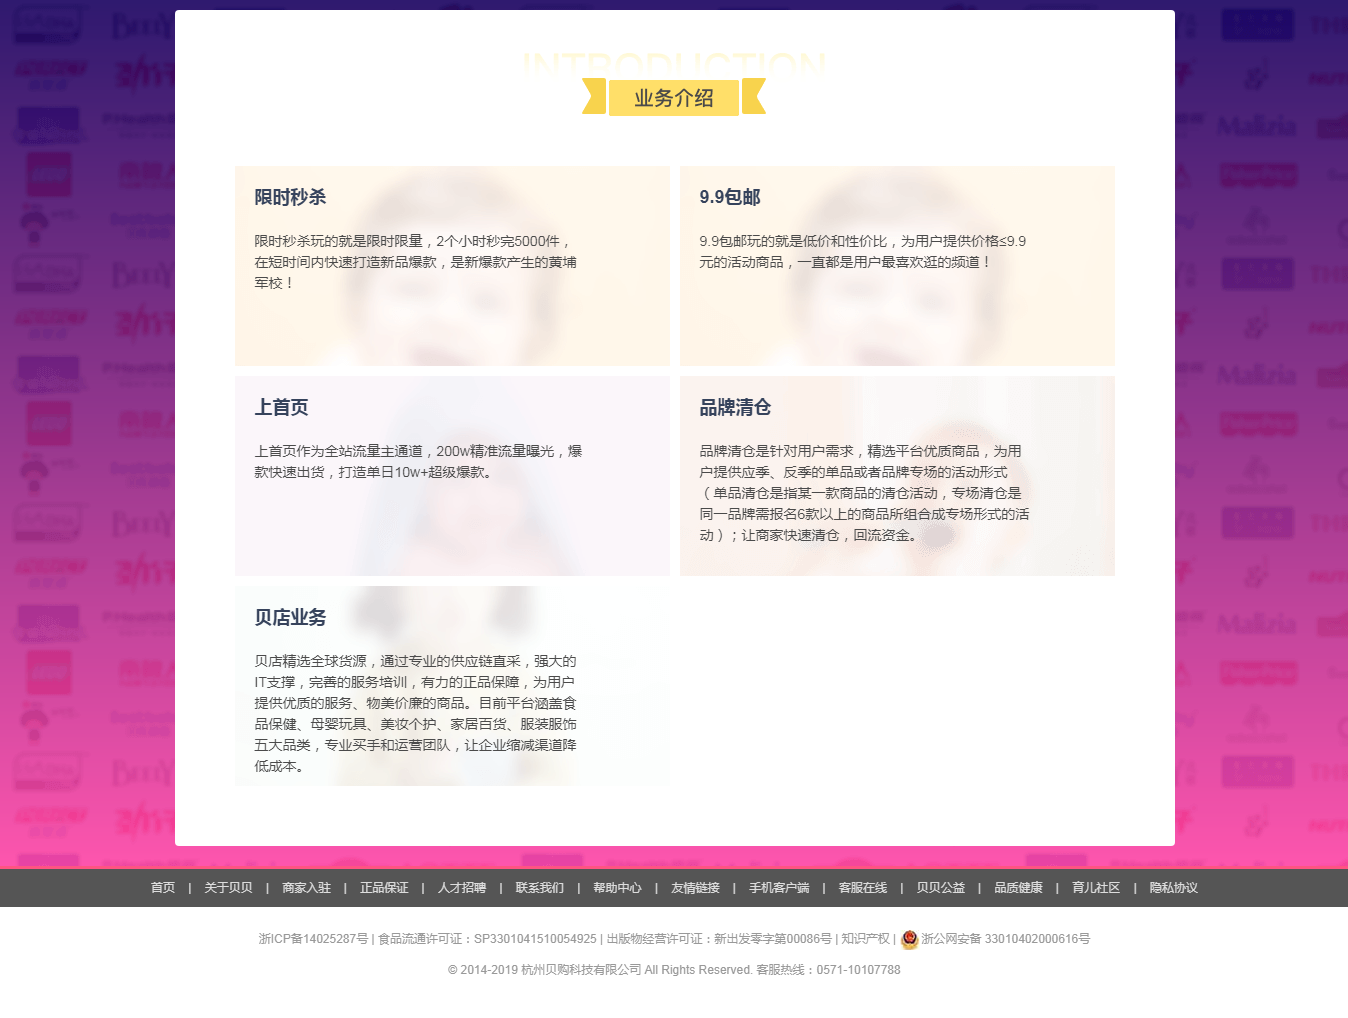 INTRODUCTION
业务介绍
限时秒杀
限时秒杀玩的就是限时限量，2个小时秒完5000件，
在短时间内快速打造新品爆款，是新爆款产生的黄埔
军校！
9.9包邮
9.9包邮玩的就是低价和性价比，为用户提供价格≤9.9
元的活动商品，一直都是用户最喜欢逛的频道！
上首页
上首页作为全站流量主通道，200w精准流量曝光，爆
款快速出货，打造单日10w+超级爆款。
品牌清仓
品牌清仓是针对用户需求，精选平台优质商品，为用
户提供应季、反季的单品或者品牌专场的活动形式
（单品清仓是指某一款商品的清仓活动，专场清仓是
同一品牌需报名6款以上的商品所组合成专场形式的活
动）；让商家快速清仓，回流资金。
贝店业务
贝店精选全球货源，通过专业的供应链直采，强大的
IT支撑，完善的服务培训，有力的正品保障，为用户
提供优质的服务、物美价廉的商品。目前平台涵盖食
品保健、母婴玩具、美妆个护、家居百货、服装服饰
五大品类，专业买手和运营团队，让企业缩减渠道降
低成本。
Malizia
Malizia
Malizia
首页 | 关于贝贝 | 商家入驻 | 正品保证 | 人才招聘 | 联系我们 | 帮助中心 | 友情链接 | 手机客户端 | 客服在线 | 贝贝公益 | 品质健康 | 育儿社区 | 隐私协议
浙ICP备14025287号 | 食品流通许可证：SP3301041510054925 | 出版物经营许可证：新出发零字第00086号 | 知识产权 | 浙公网安备 33010402000616号
© 2014-2019 杭州贝购科技有限公司 All Rights Reserved. 客服热线：0571-10107788